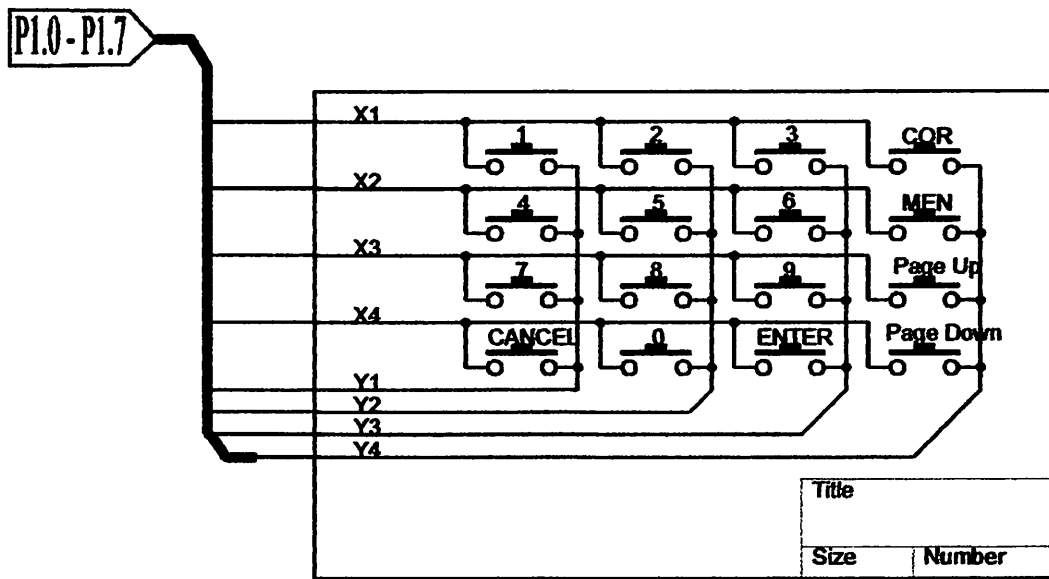 P1.0 - P1.7
X1
1 2 3 COR
X2
4 5 6 MEN
X3
7 8 9 Page Up
X4
CANCEL 0 ENTER Page Down
Y1
Y2
Y3
Y4
Title
Size Number